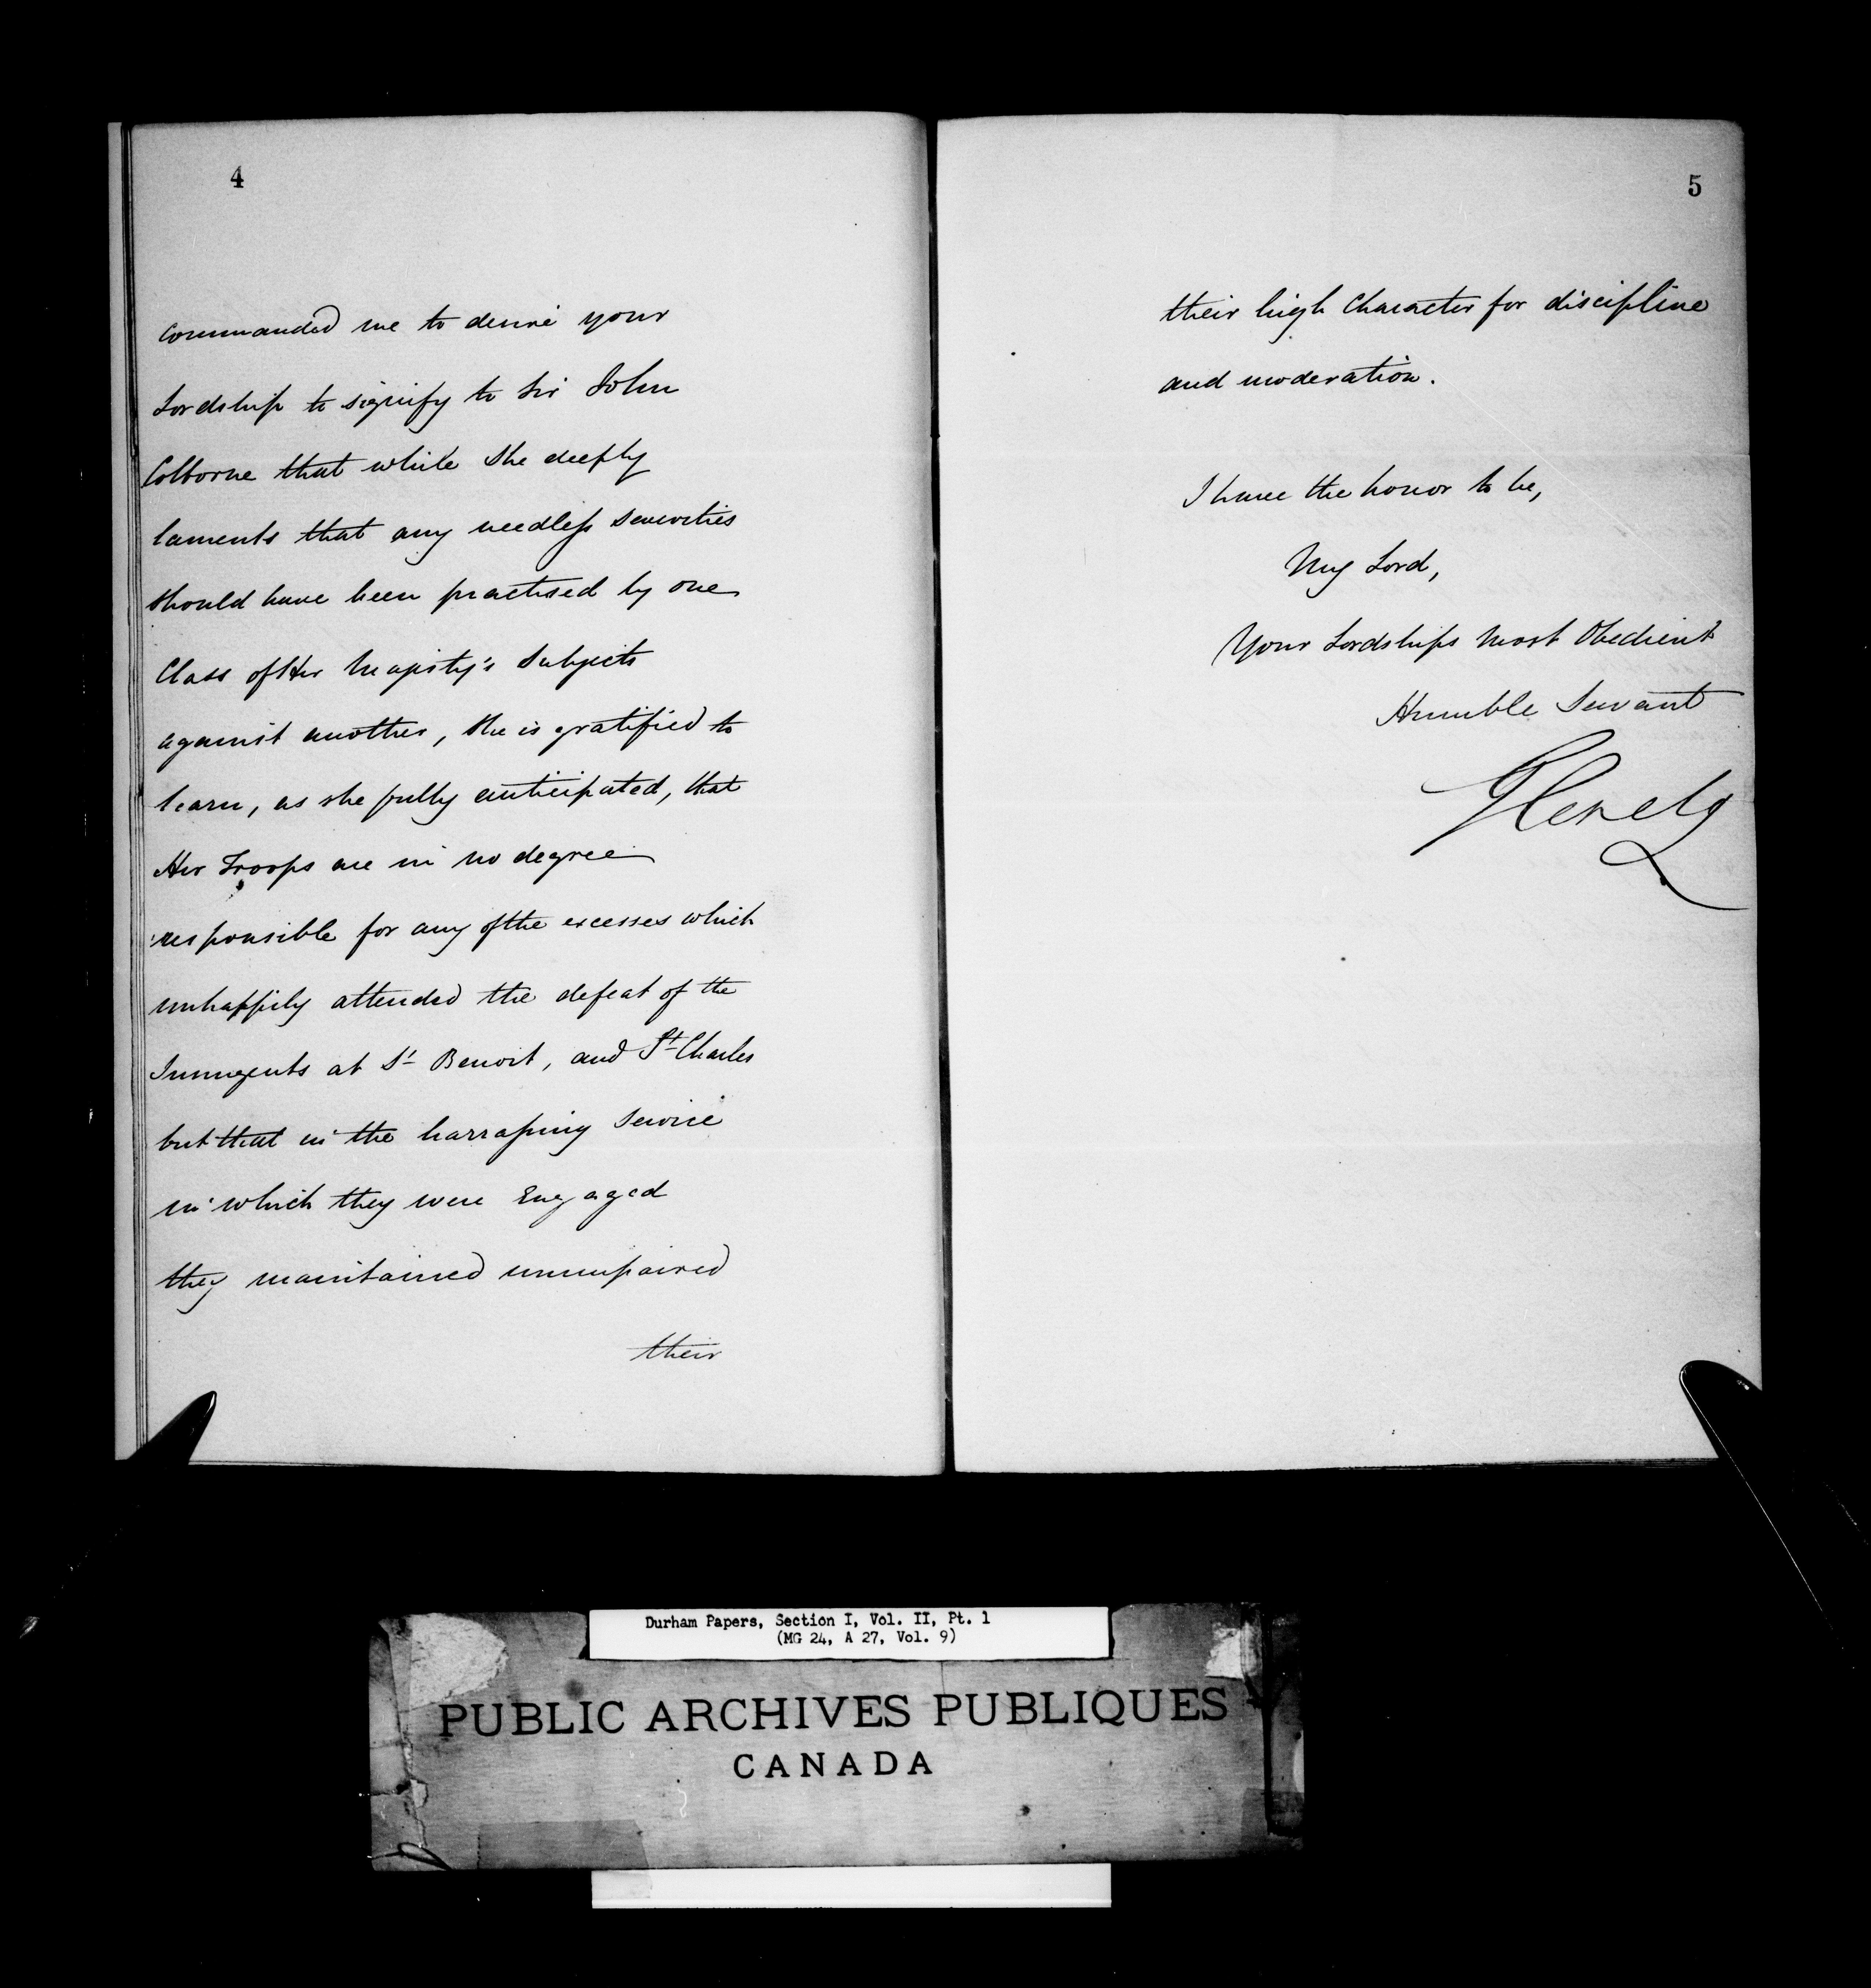 4
commanded me to desire your
Lordship to signify to Sir John
Colborne that while She deeply
laments that any needless severities
should have been practised by one
Class of Her Majesty's Subjects
against another, She is gratified to
learn, as she fully anticipated, that
Her Troops are in no degree
responsible for any of the excesses which
unhappily attended the defeat of the
Insurgents at St Benoit, and St Charles
but that in the harrassing Service
in which they were Engaged
they maintained unimpaired
their
5
their high Character for discipline
and moderation.
I have the honor to be,
My Lord,
Your Lordships Most Obedient
Humble Servant
Glenelg
Durham Papers, Section I, Vol. II, Pt. 1
(MG 24, A 27, Vol. 9)
PUBLIC ARCHIVES PUBLIQUES
CANADA